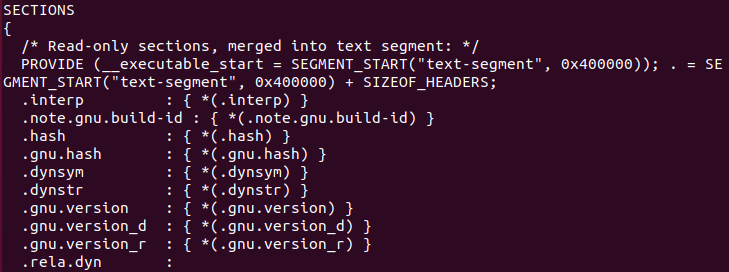 SECTIONS
{
  /* Read-only sections, merged into text segment: */
  PROVIDE (__executable_start = SEGMENT_START("text-segment", 0x400000)); . = SE
GMENT_START("text-segment", 0x400000) + SIZEOF_HEADERS;
  .interp         : { *(.interp) }
  .note.gnu.build-id : { *(.note.gnu.build-id) }
  .hash           : { *(.hash) }
  .gnu.hash       : { *(.gnu.hash) }
  .dynsym         : { *(.dynsym) }
  .dynstr         : { *(.dynstr) }
  .gnu.version    : { *(.gnu.version) }
  .gnu.version_d  : { *(.gnu.version_d) }
  .gnu.version_r  : { *(.gnu.version_r) }
  .rela.dyn       :